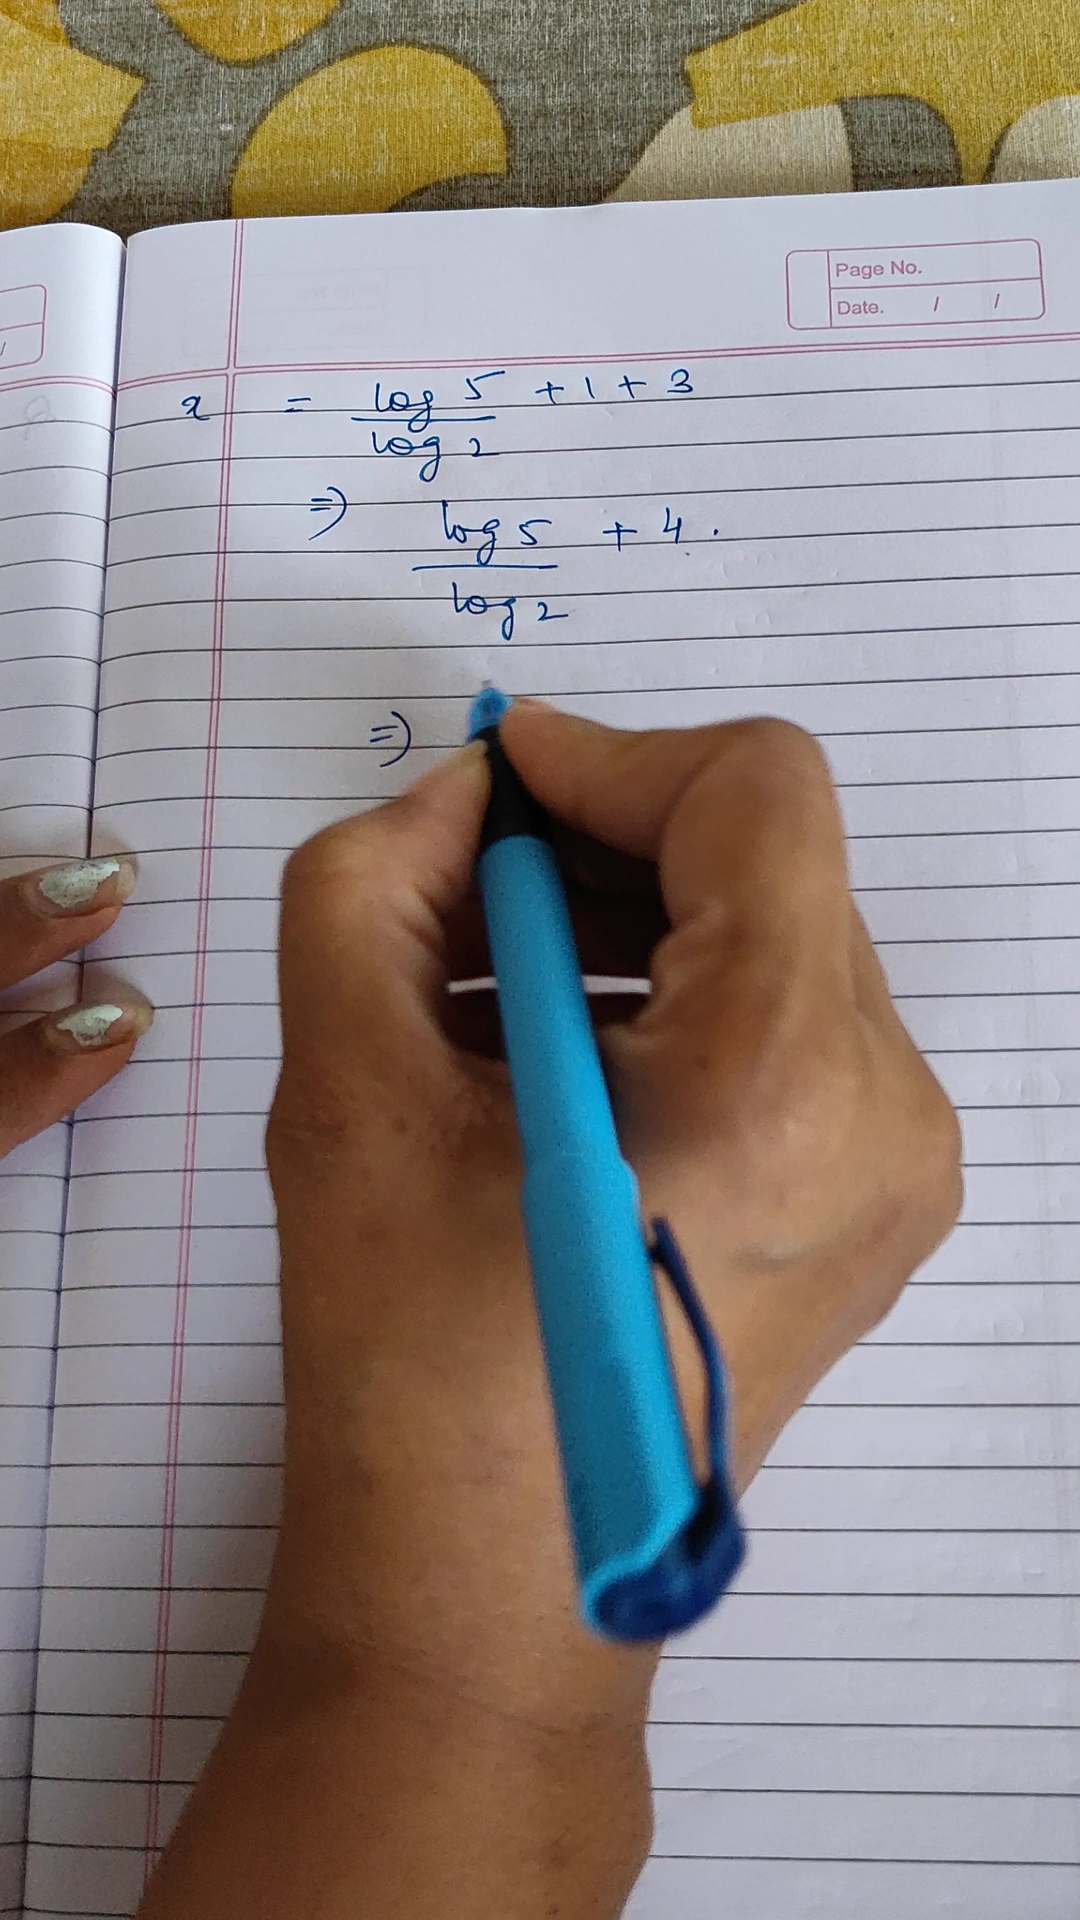 Page No.
Date. / /
x = log 5 / log 2 + 1 + 3
⇒ log 5 / log 2 + 4.
⇒